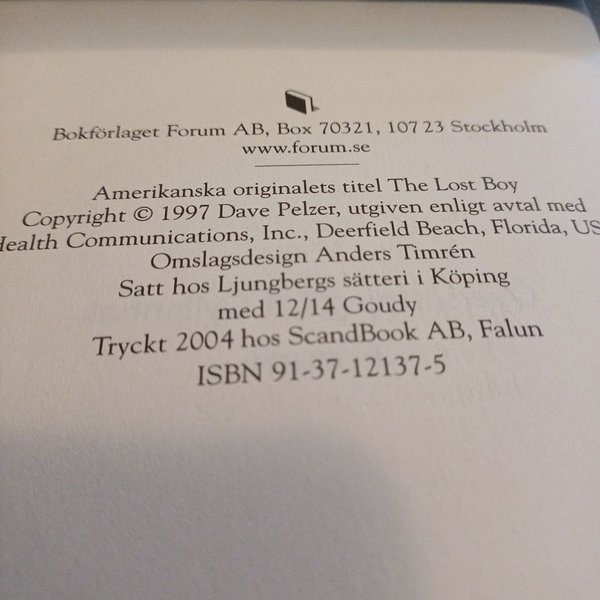 Bokförlaget Forum AB, Box 70321, 107 23 Stockholm
www.forum.se
Amerikanska originalets titel The Lost Boy
Copyright © 1997 Dave Pelzer, utgiven enligt avtal med
Health Communications, Inc., Deerfield Beach, Florida, US
Omslagsdesign Anders Timrén
Satt hos Ljungbergs sätteri i Köping
med 12/14 Goudy
Tryckt 2004 hos ScandBook AB, Falun
ISBN 91-37-12137-5